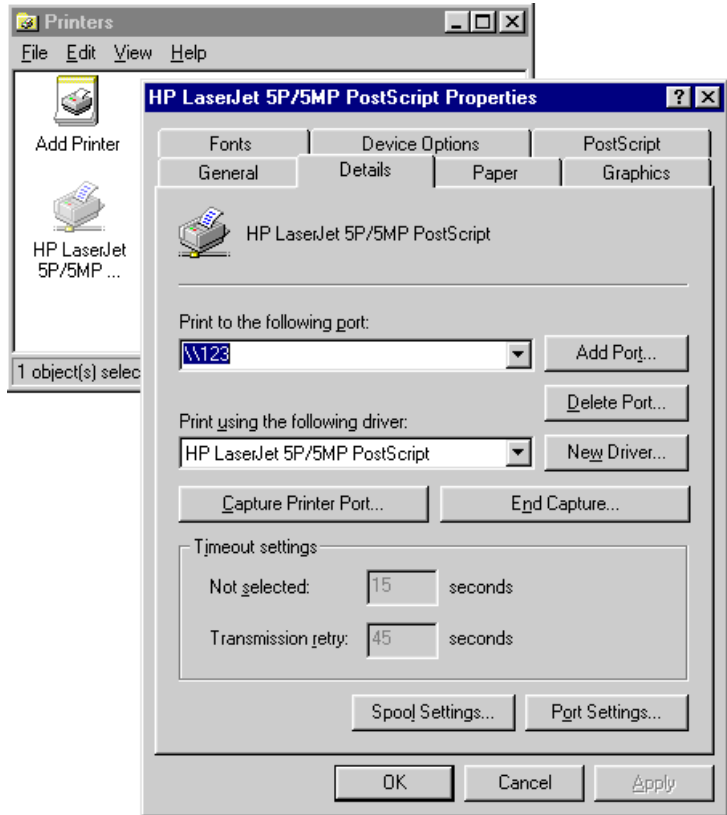 Printers
File Edit View Help
Add Printer
HP LaserJet
5P/5MP ...
1 object(s) selec
HP LaserJet 5P/5MP PostScript Properties
Fonts Device Options PostScript
General Details Paper Graphics
HP LaserJet 5P/5MP PostScript
Print to the following port:
\\123
Add Port...
Delete Port...
Print using the following driver:
HP LaserJet 5P/5MP PostScript
New Driver...
Capture Printer Port... End Capture...
Timeout settings
Not selected: 15 seconds
Transmission retry: 45 seconds
Spool Settings... Port Settings...
OK Cancel Apply